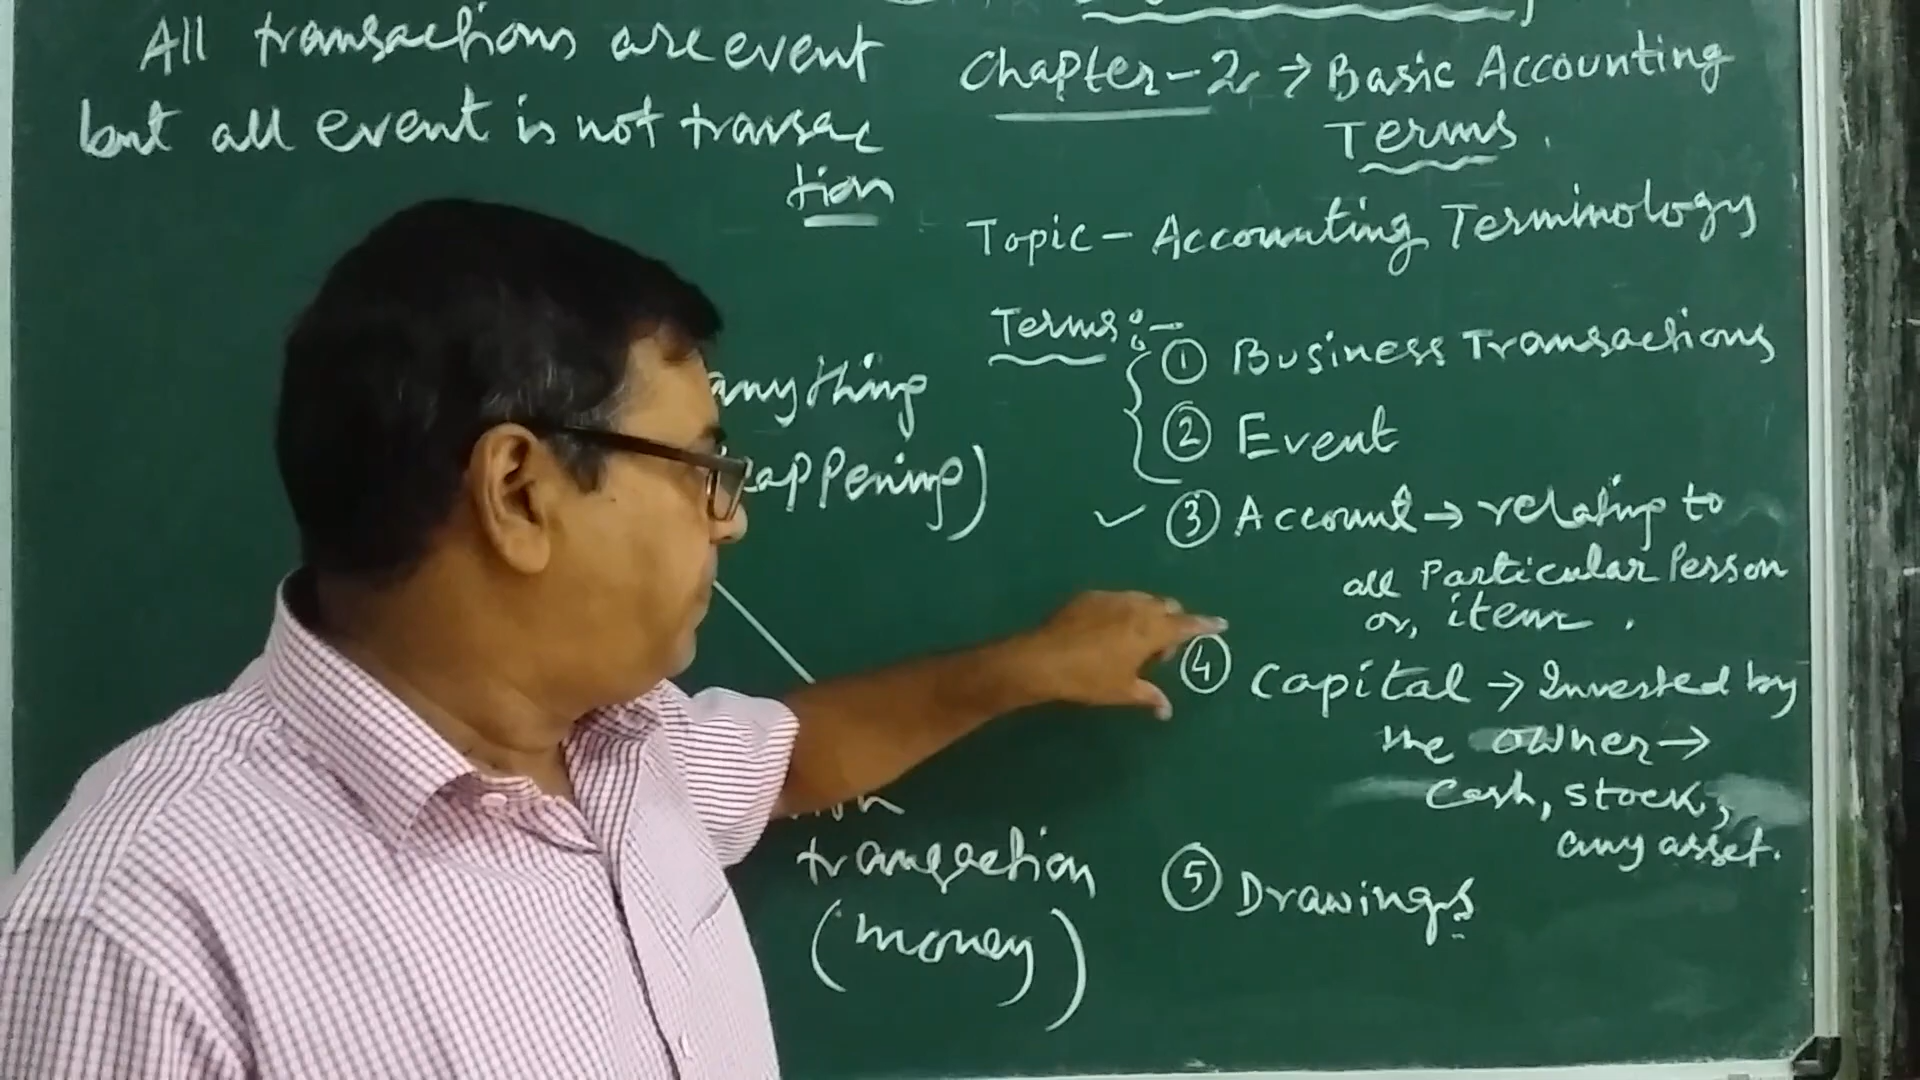 All transactions are event
but all event is not transac
tion
anything
happening)
transaction
(money)
Chapter-2 → Basic Accounting
Terms.
Topic - Accounting Terminology
Terms:-
① Business Transactions
② Event
✓ ③ Account → relating to
all Particular Person
or, item.
④ Capital → Invested by
the owner →
Cash, stock,
any asset.
⑤ Drawings